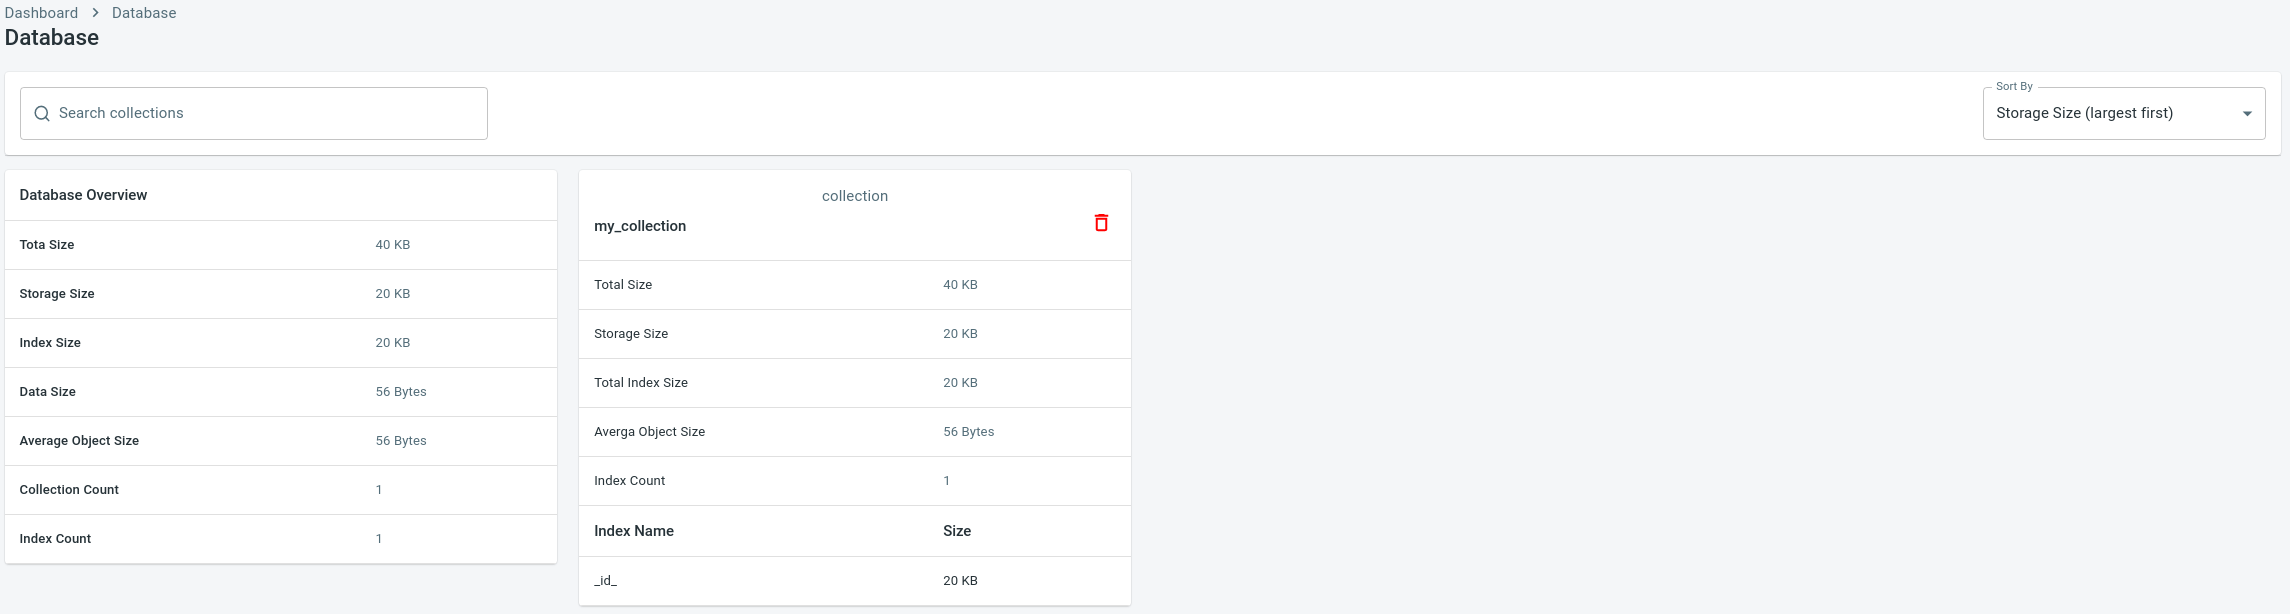 Dashboard > Database
Database
Search collections
Sort By
Storage Size (largest first)
Database Overview
Tota Size 40 KB
Storage Size 20 KB
Index Size 20 KB
Data Size 56 Bytes
Average Object Size 56 Bytes
Collection Count 1
Index Count 1
collection
my_collection
Total Size 40 KB
Storage Size 20 KB
Total Index Size 20 KB
Averga Object Size 56 Bytes
Index Count 1
Index Name Size
_id_ 20 KB